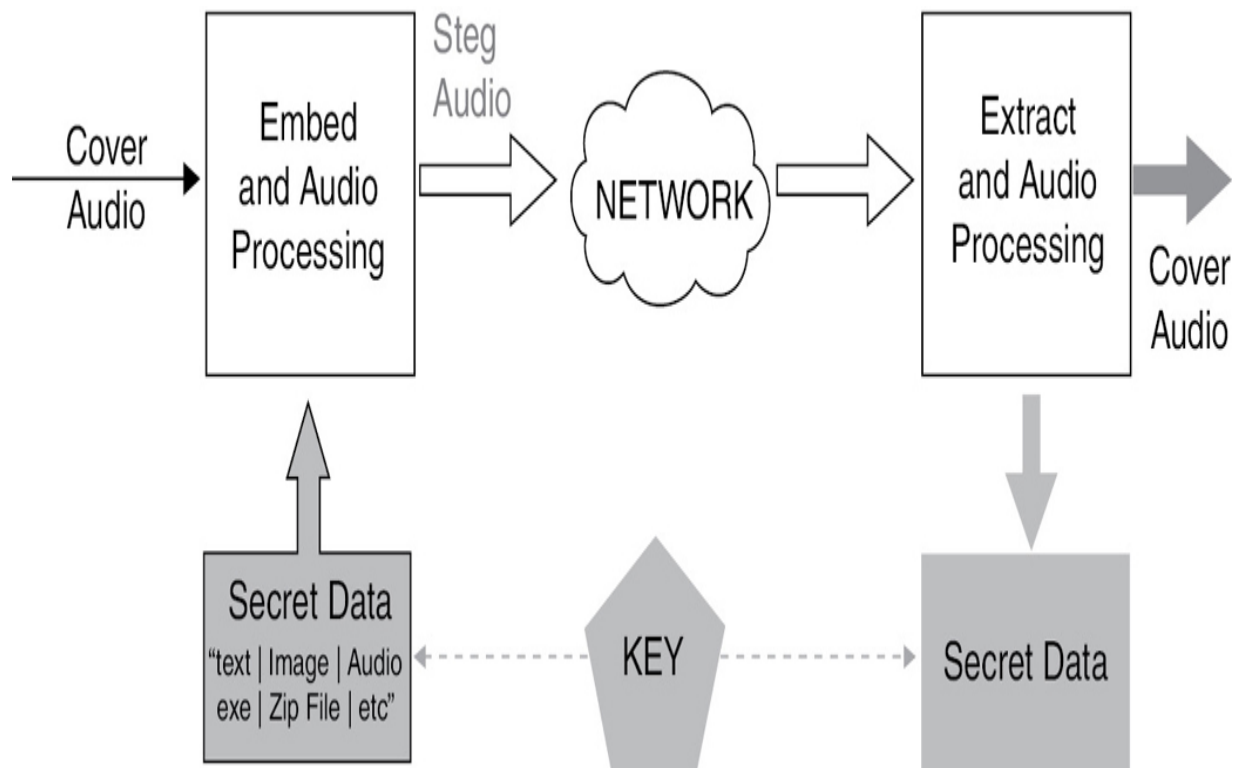 Cover
Audio
Embed
and Audio
Processing
Steg
Audio
NETWORK
Extract
and Audio
Processing
Cover
Audio
Secret Data
“text | Image | Audio
exe | Zip File | etc”
KEY
Secret Data